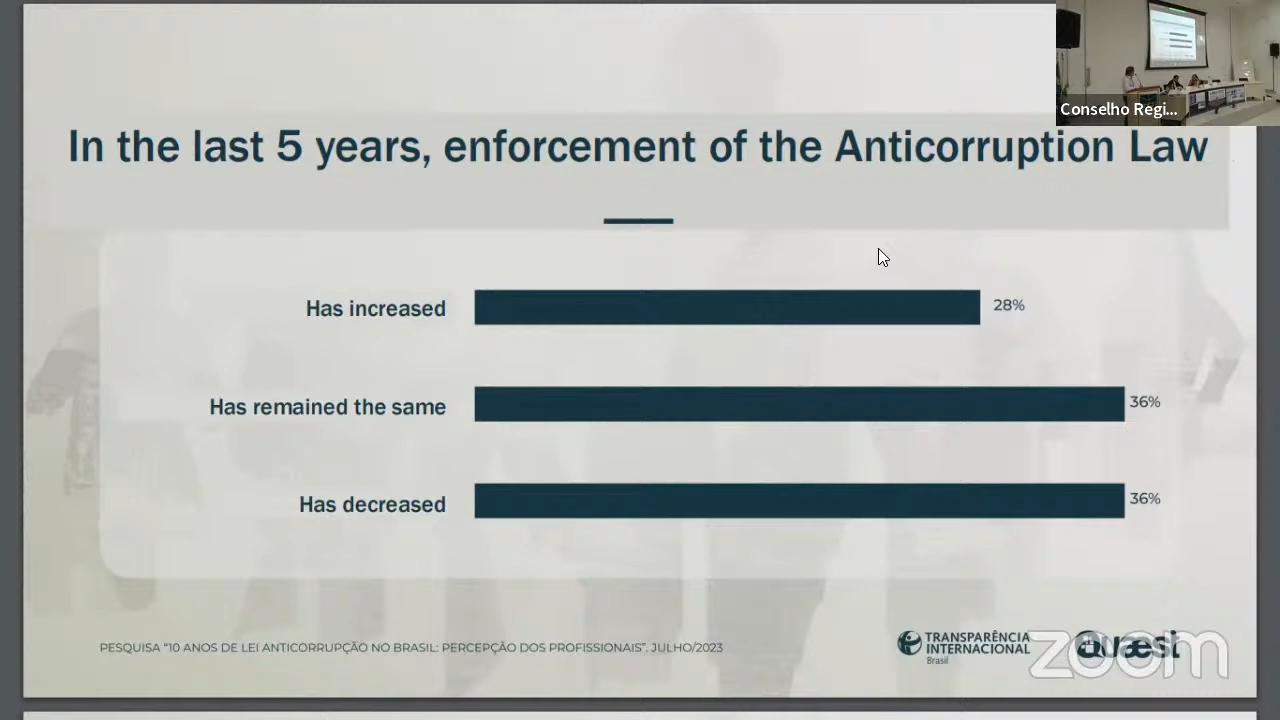 Conselho Regi...
In the last 5 years, enforcement of the Anticorruption Law
Has increased
28%
Has remained the same
36%
Has decreased
36%
PESQUISA “10 ANOS DE LEI ANTICORRUPÇÃO NO BRASIL: PERCEPÇÃO DOS PROFISSIONAIS”. JULHO/2023
TRANSPARÊNCIA
INTERNACIONAL
Brasil
Quaest
zoom